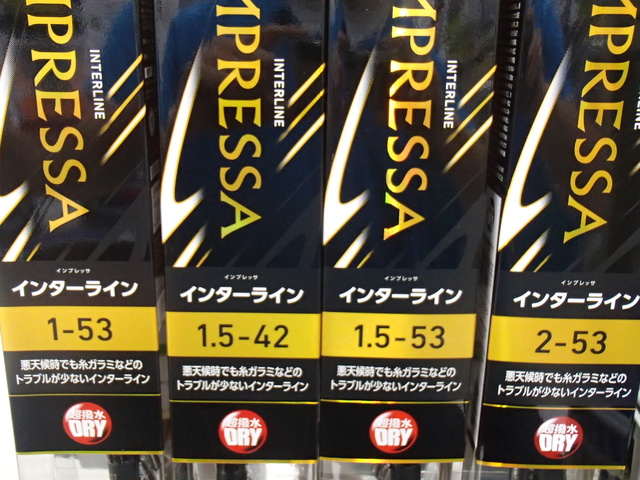 MPRESSA
INTERLINE
インプレッサ
インターライン
1-53
悪天候時でも糸ガラミなどの
トラブルが少ないインターライン
超撥水
DRY
MPRESSA
INTERLINE
インプレッサ
インターライン
1.5-42
悪天候時でも糸ガラミなどの
トラブルが少ないインターライン
超撥水
DRY
MPRESSA
INTERLINE
インプレッサ
インターライン
1.5-53
悪天候時でも糸ガラミなどの
トラブルが少ないインターライン
超撥水
DRY
MPRESSA
LINE
インプレッサ
インターライン
2-53
悪天候時でも糸ガラミなどの
トラブルが少ないインターライン
超撥水
DRY